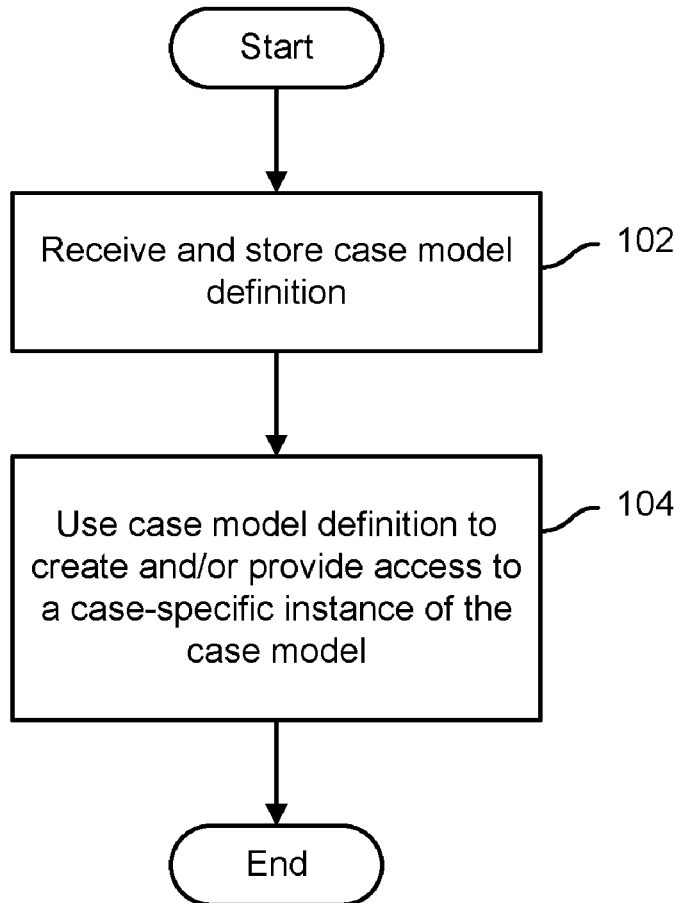 Start
Receive and store case model
definition
102
Use case model definition to
create and/or provide access to
a case-specific instance of the
case model
104
End